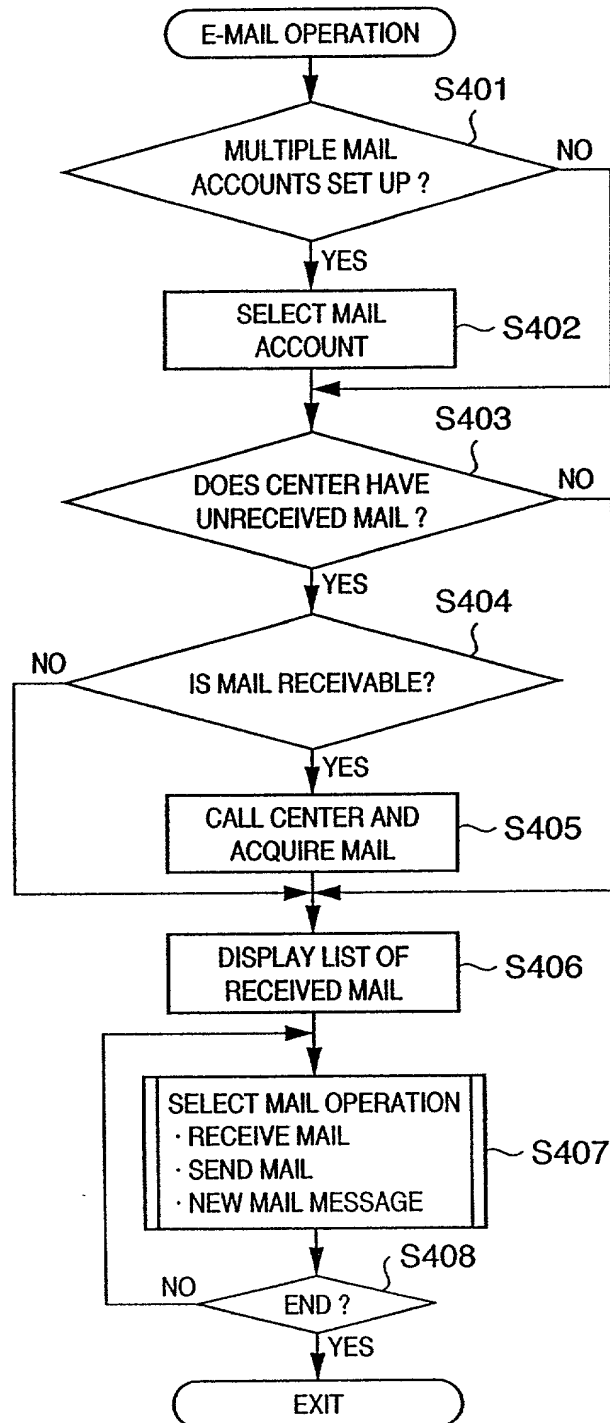 E-MAIL OPERATION
S401
MULTIPLE MAIL
ACCOUNTS SET UP ?
NO
YES
SELECT MAIL
ACCOUNT
S402
S403
DOES CENTER HAVE
UNRECEIVED MAIL ?
NO
YES
S404
NO
IS MAIL RECEIVABLE?
YES
CALL CENTER AND
ACQUIRE MAIL
S405
DISPLAY LIST OF
RECEIVED MAIL
S406
SELECT MAIL OPERATION
· RECEIVE MAIL
· SEND MAIL
· NEW MAIL MESSAGE
S407
S408
NO
END ?
YES
EXIT